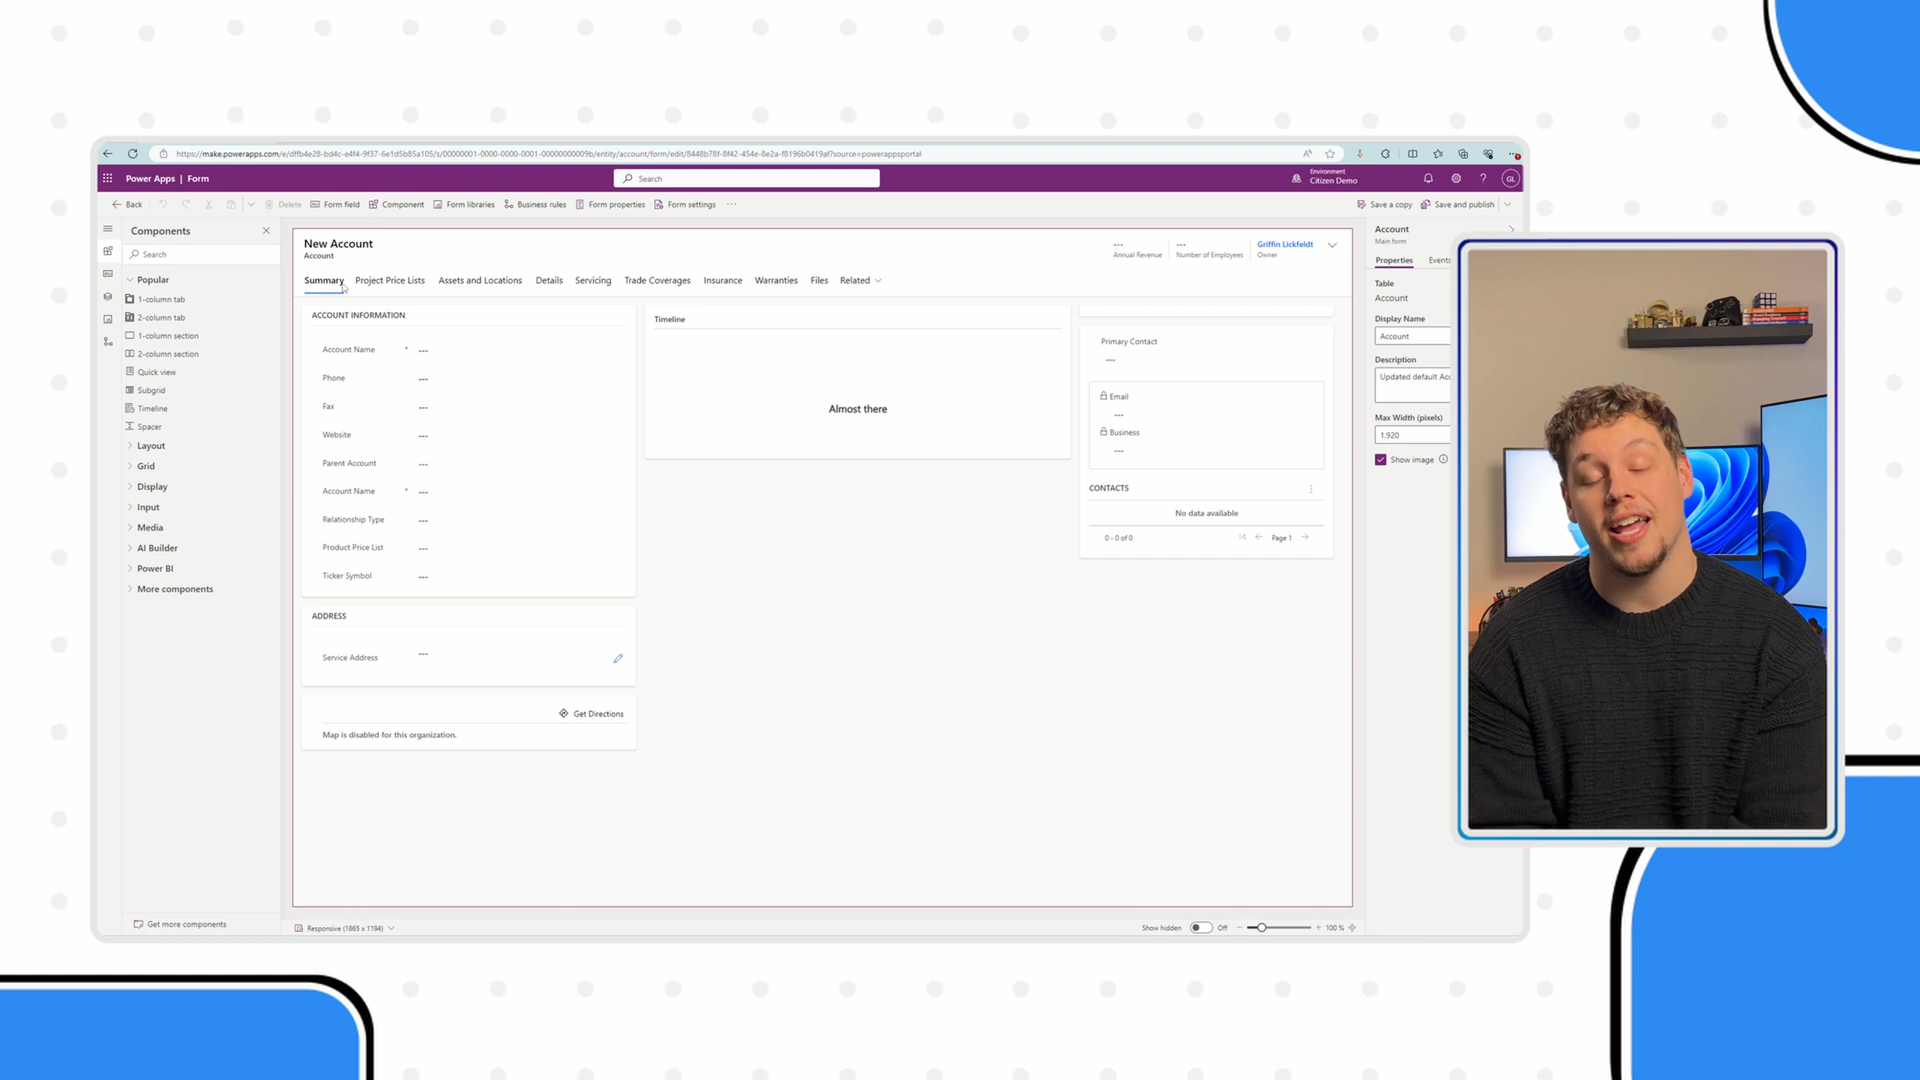 https://make.powerapps.com/e/dffb4e28-bd4c-e4f4-9f37-6e1d5b85a105/s/00000001-0000-0000-0001-00000000009b/entity/account/form/edit/8448b78f-8f42-454e-8e2a-f8196b0419af?source=powerappsportal
Power Apps | Form
Search
Environment
Citizen Demo
GL
Back
Delete
Form field
Component
Form libraries
Business rules
Form properties
Form settings
Save a copy
Save and publish
Components
Search
Popular
1-column tab
2-column tab
1-column section
2-column section
Quick view
Subgrid
Timeline
Spacer
Layout
Grid
Display
Input
Media
AI Builder
Power BI
More components
Get more components
New Account
Account
---
Annual Revenue
---
Number of Employees
Griffin Lickfeldt
Owner
Summary
Project Price Lists
Assets and Locations
Details
Servicing
Trade Coverages
Insurance
Warranties
Files
Related
ACCOUNT INFORMATION
Account Name * ---
Phone ---
Fax ---
Website ---
Parent Account ---
Account Name * ---
Relationship Type ---
Product Price List ---
Ticker Symbol ---
ADDRESS
Service Address ---
Get Directions
Map is disabled for this organization.
Timeline
Almost there
Primary Contact
---
Email
---
Business
---
CONTACTS
No data available
0 - 0 of 0
Page 1
Responsive (1865 x 1194)
Show hidden
Off
100 %
Account
Main form
Properties
Events
Table
Account
Display Name
Account
Description
Updated default Acc
Max Width (pixels)
1,920
Show image